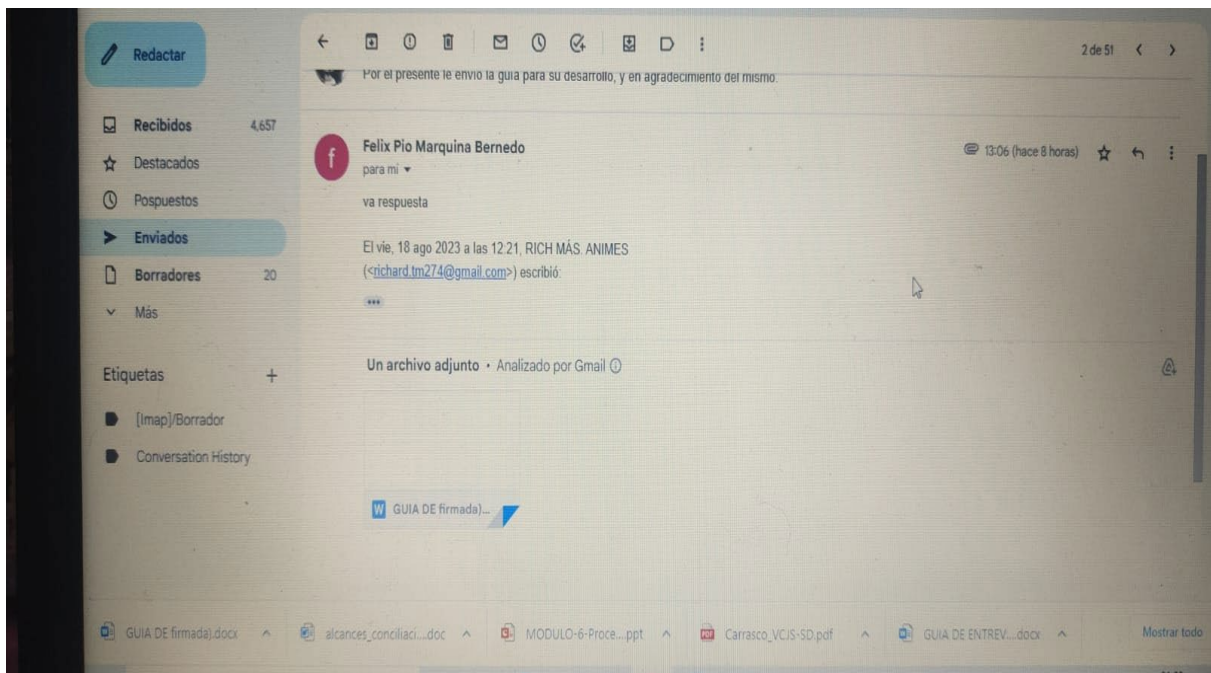 Redactar
2 de 51
Por el presente le envio la guia para su desarrollo, y en agradecimiento del mismo.
Recibidos 4,657
Destacados
Pospuestos
Enviados
Borradores 20
Más
Etiquetas +
[Imap]/Borrador
Conversation History
f
Felix Pio Marquina Bernedo
13:06 (hace 8 horas)
para mi
va respuesta
El vie, 18 ago 2023 a las 12:21, RICH MÁS. ANIMES
(<richard.tm274@gmail.com>) escribió:
Un archivo adjunto • Analizado por Gmail
W GUIA DE firmada)...
GUIA DE firmada).docx
alcances_conciliaci....doc
MODULO-6-Proce....ppt
PDF Carrasco_VCJS-SD.pdf
GUIA DE ENTREV....docx
Mostrar todo